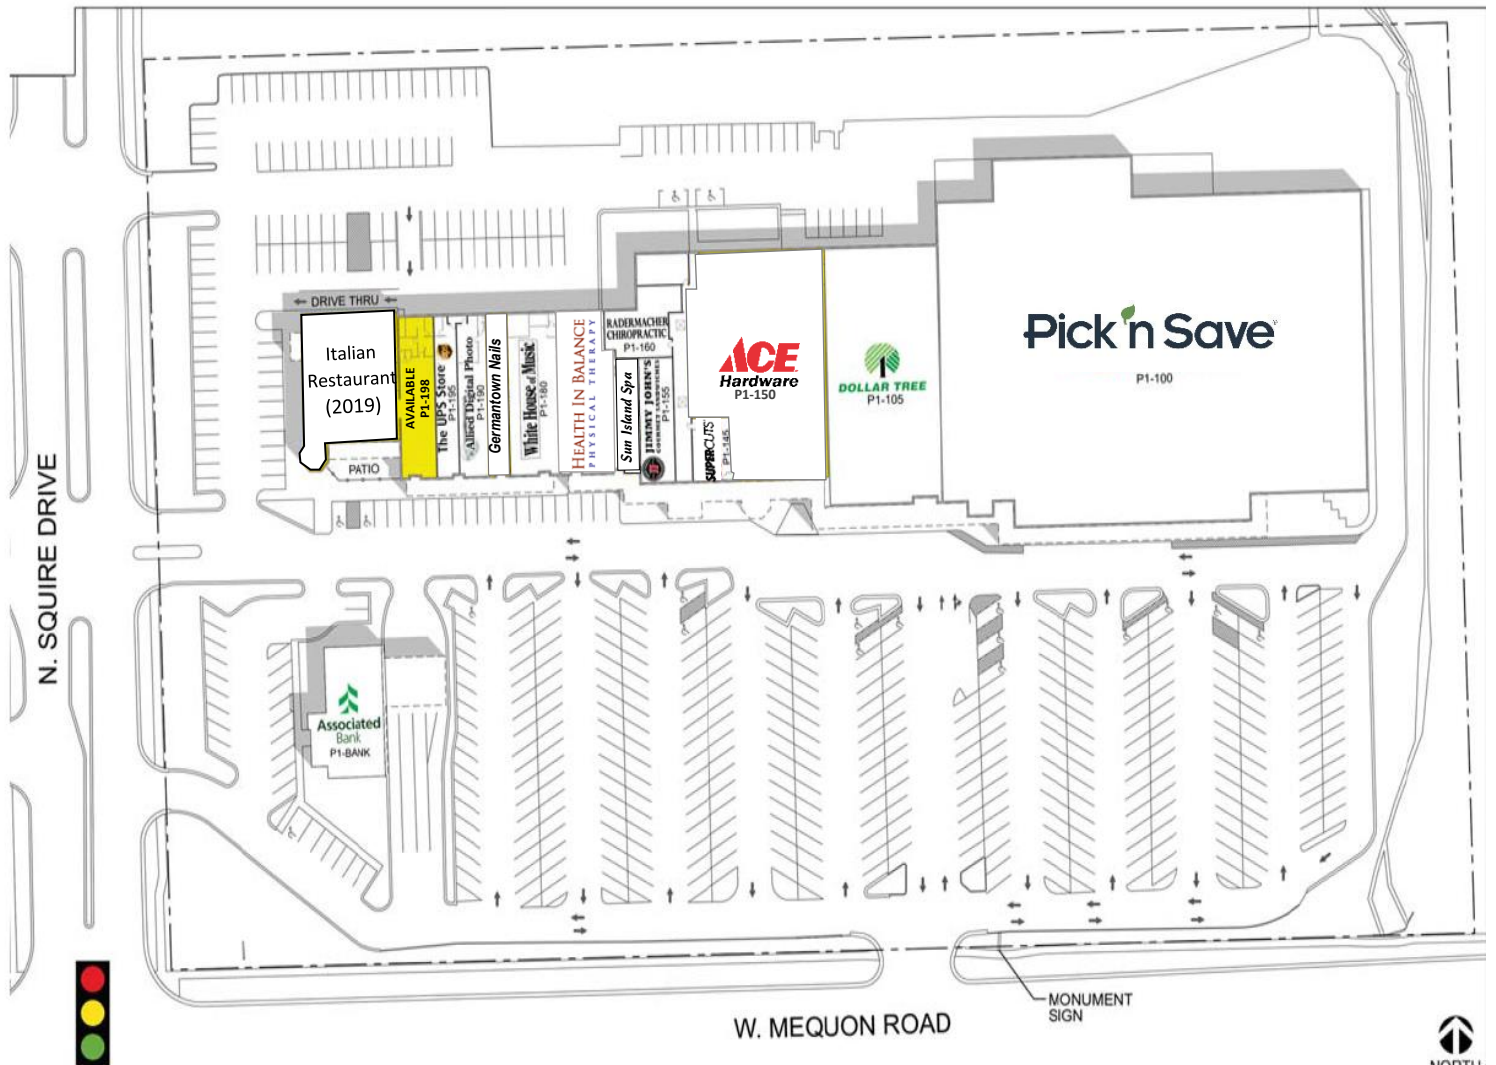 DRIVE THRU
Italian
Restaurant
(2019)
PATIO
AVAILABLE
P1-198
The UPS Store
P1-195
Allied Digital Photo
P1-190
Germantown Nails
White House of Music
P1-180
HEALTH IN BALANCE
PHYSICAL THERAPY
RADERMACHER
CHIROPRACTIC
P1-160
Sun Island Spa
JIMMY JOHN'S
GOURMET SANDWICHES
P1-155
ACE
Hardware
P1-150
SUPERCUTS
P1-145
DOLLAR TREE
P1-105
Pick 'n Save
P1-100
N. SQUIRE DRIVE
Associated
Bank
P1-BANK
MONUMENT
SIGN
W. MEQUON ROAD
NORTH